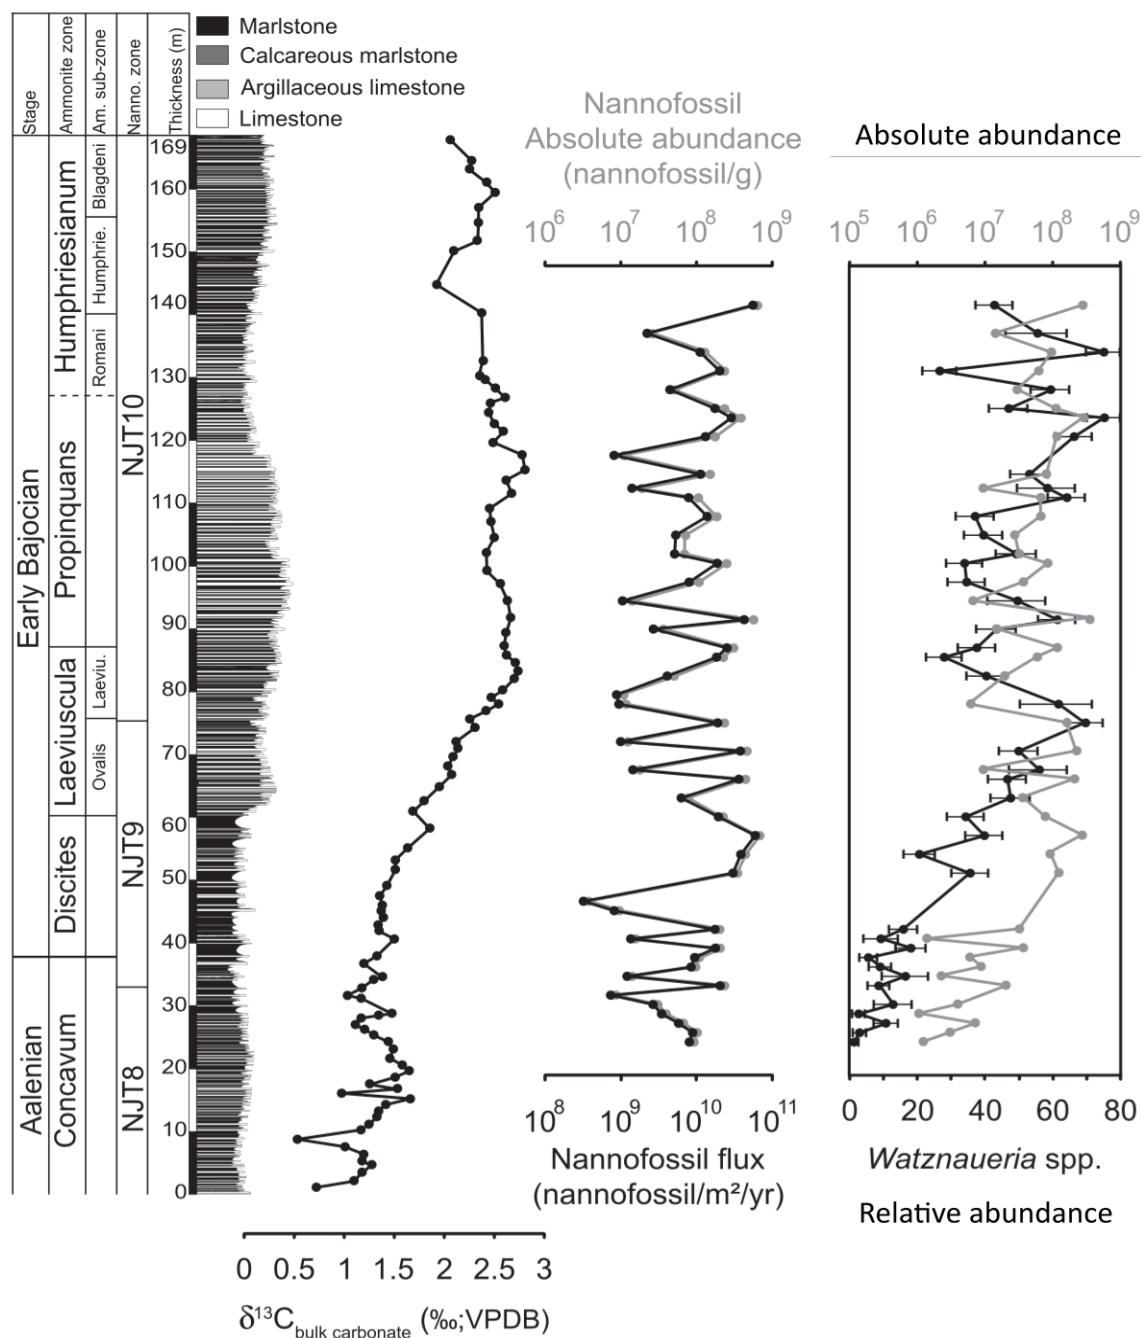 Stage
Ammonite zone
Am. sub-zone
Nanno. zone
Thickness (m)
Marlstone
Calcareous marlstone
Argillaceous limestone
Limestone
Early Bajocian
Aalenian
Humphriesianum
Propinquans
Laeviuscula
Discites
Concavum
Blagdeni
Humphrie.
Romani
Laeviu.
Ovalis
NJT10
NJT9
NJT8
169
160
150
140
130
120
110
100
90
80
70
60
50
40
30
20
10
0
0 0.5 1 1.5 2 2.5 3
δ¹³C bulk carbonate (‰;VPDB)
Nannofossil
Absolute abundance
(nannofossil/g)
10⁶ 10⁷ 10⁸ 10⁹
10⁸ 10⁹ 10¹⁰ 10¹¹
Nannofossil flux
(nannofossil/m²/yr)
Absolute abundance
10⁵ 10⁶ 10⁷ 10⁸ 10⁹
0 20 40 60 80
Watznaueria spp.
Relative abundance